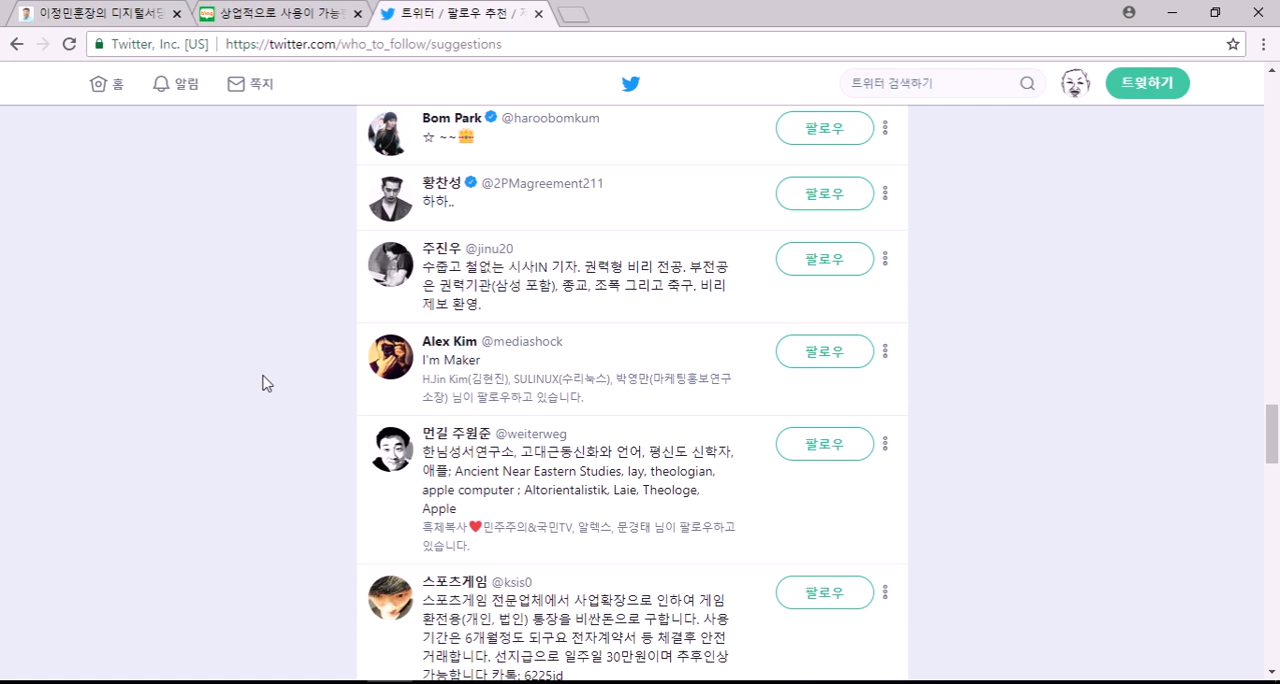 이정민훈장의 디지털서당
상업적으로 사용이 가능한
트위터 / 팔로우 추천 /
Twitter, Inc. [US] https://twitter.com/who_to_follow/suggestions
홈 알림 쪽지 트위터 검색하기 트윗하기
Bom Park @haroobomkum 팔로우
☆ ~~
황찬성 @2PMagreement211 팔로우
하하..
주진우 @jinu20 팔로우
수줍고 철없는 시사IN 기자. 권력형 비리 전공. 부전공
은 권력기관(삼성 포함), 종교, 조폭 그리고 축구. 비리
제보 환영.
Alex Kim @mediashock 팔로우
I'm Maker
HJin Kim(김현진), SULINUX(수리눅스), 박영만(마케팅홍보연구
소장) 님이 팔로우하고 있습니다.
먼길 주원준 @weiterweg 팔로우
한님성서연구소, 고대근동신화와 언어, 평신도 신학자,
애플; Ancient Near Eastern Studies, lay, theologian,
apple computer ; Altorientalistik, Laie, Theologe,
Apple
흑제복사❤민주주의&국민TV, 알렉스, 문경태 님이 팔로우하고
있습니다.
스포츠게임 @ksis0 팔로우
스포츠게임 전문업체에서 사업확장으로 인하여 게임
환전용(개인, 법인) 통장을 비싼돈으로 구합니다. 사용
기간은 6개월정도 되구요 전자계약서 등 체결후 안전
거래합니다. 선지급으로 일주일 30만원이며 주후인상
가능합니다 카톡: 6225jd